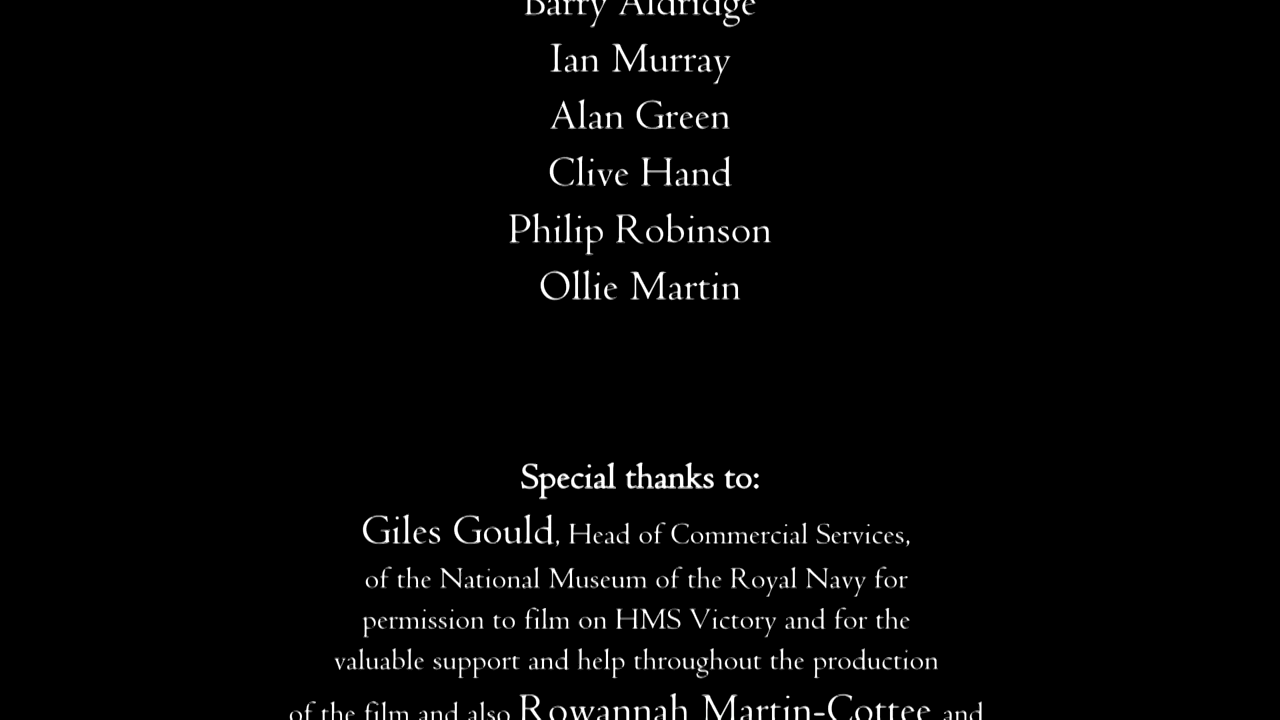 Barry Aldridge
Ian Murray
Alan Green
Clive Hand
Philip Robinson
Ollie Martin
Special thanks to:
Giles Gould, Head of Commercial Services,
of the National Museum of the Royal Navy for
permission to film on HMS Victory and for the
valuable support and help throughout the production
of the film and also Rowannah Martin-Cottee and